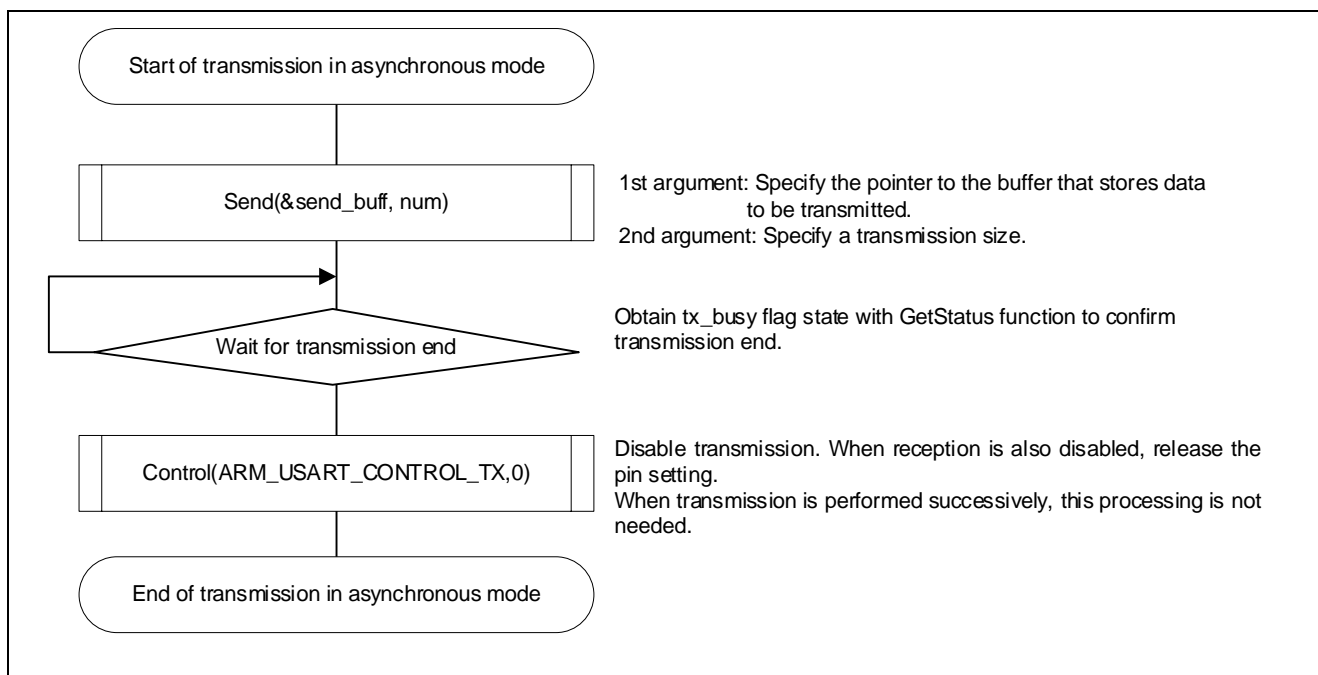 Start of transmission in asynchronous mode
Send(&send_buff, num)
1st argument: Specify the pointer to the buffer that stores data
to be transmitted.
2nd argument: Specify a transmission size.
Wait for transmission end
Obtain tx_busy flag state with GetStatus function to confirm
transmission end.
Control(ARM_USART_CONTROL_TX,0)
Disable transmission. When reception is also disabled, release the
pin setting.
When transmission is performed successively, this processing is not
needed.
End of transmission in asynchronous mode